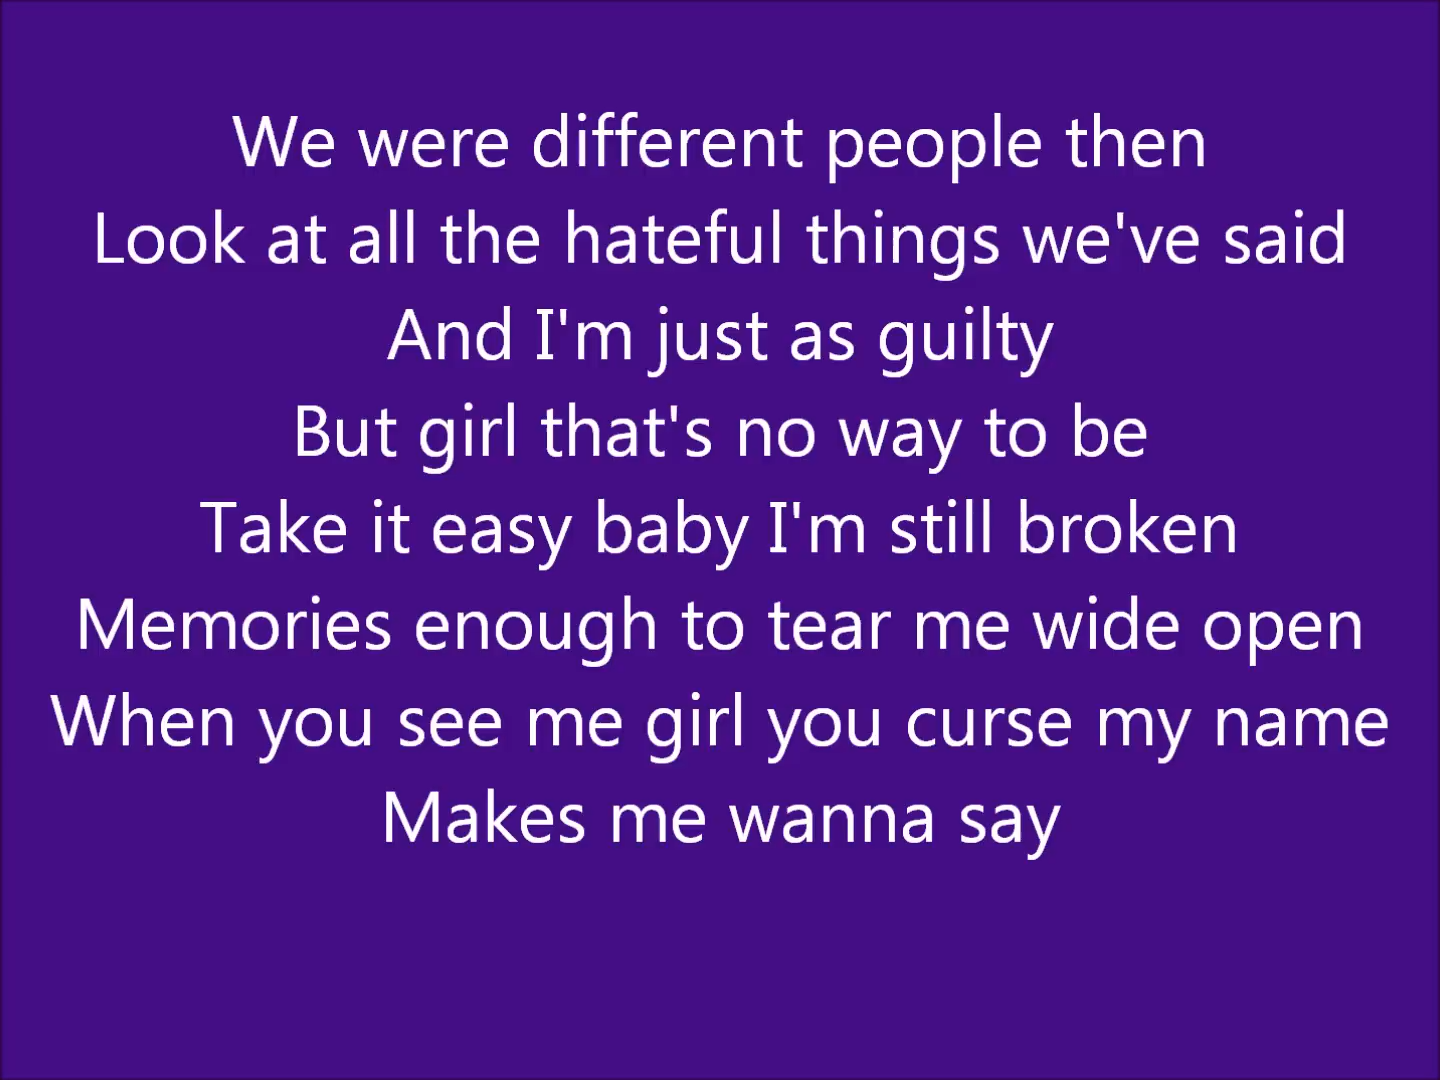 We were different people then
Look at all the hateful things we've said
And I'm just as guilty
But girl that's no way to be
Take it easy baby I'm still broken
Memories enough to tear me wide open
When you see me girl you curse my name
Makes me wanna say